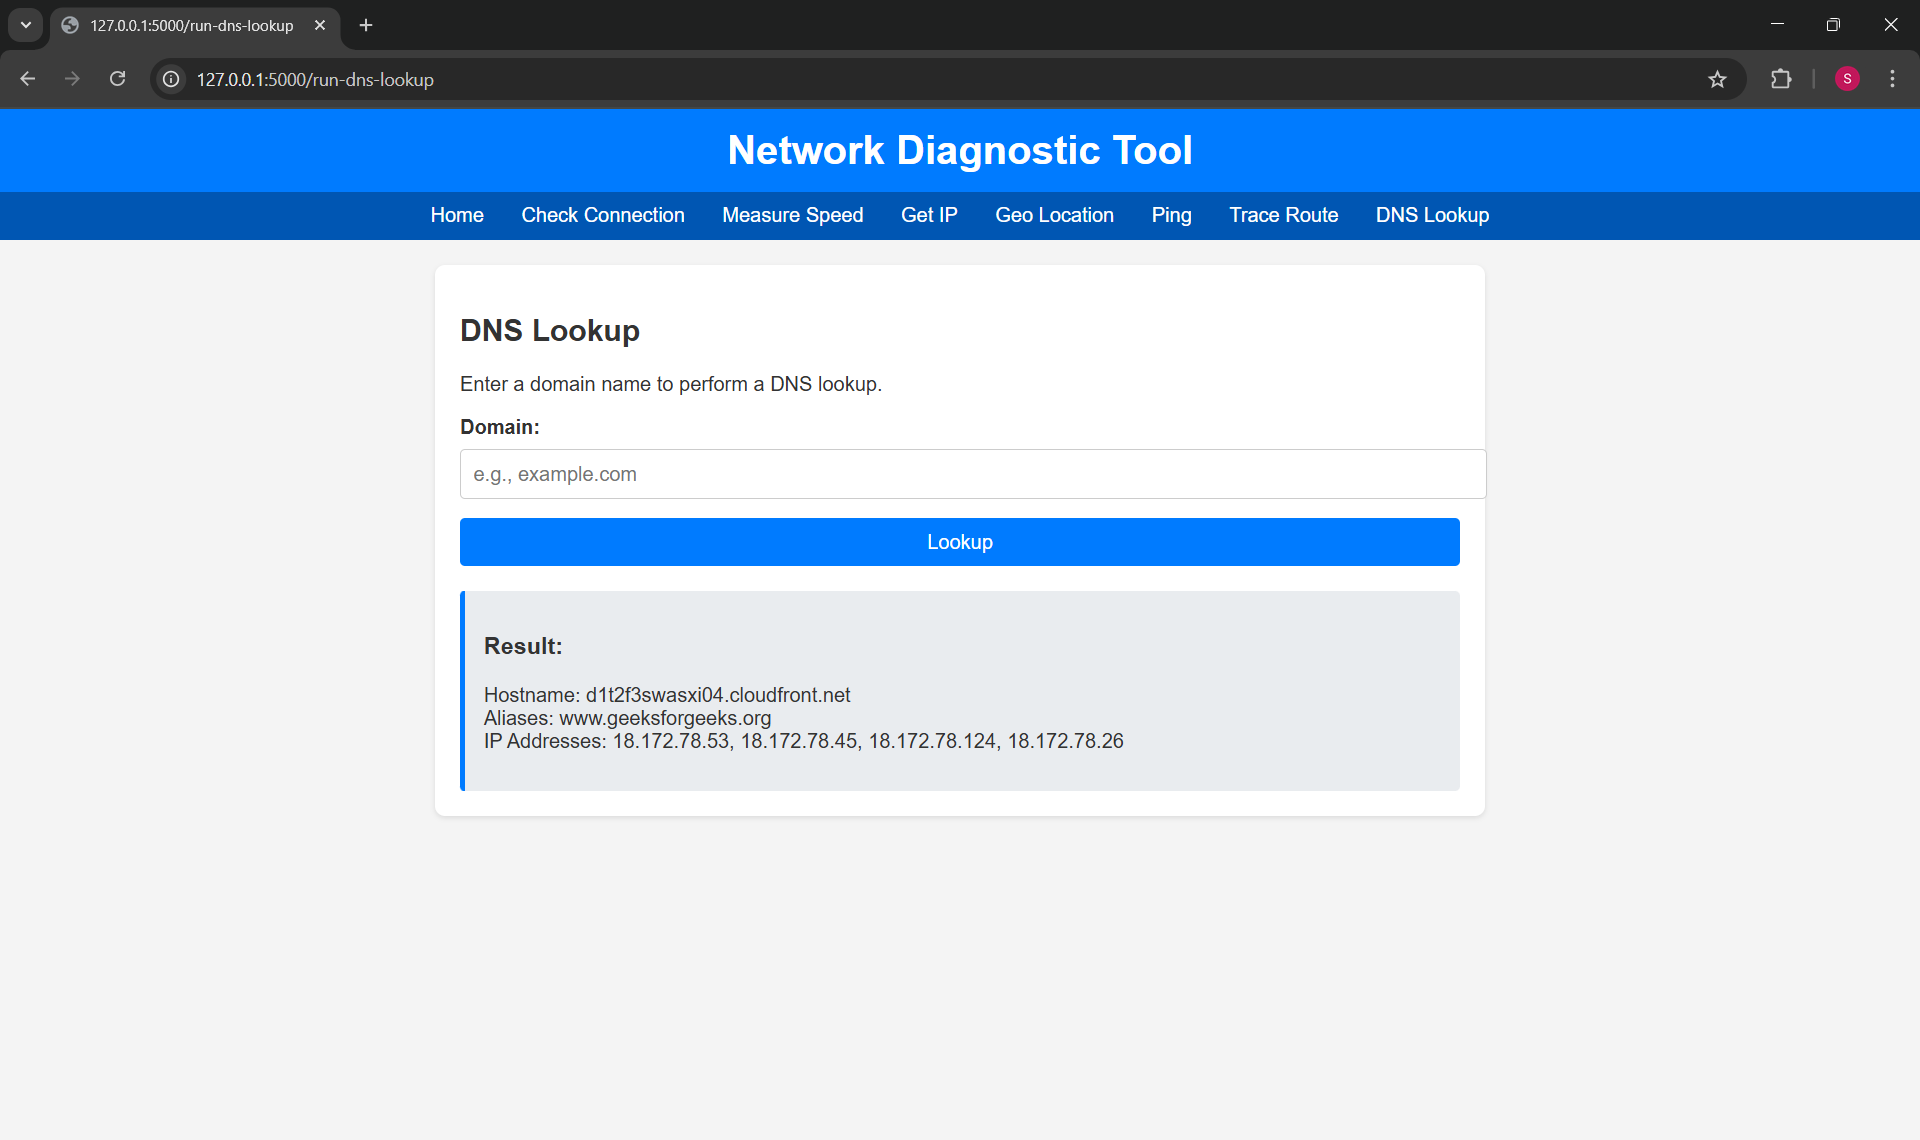 127.0.0.1:5000/run-dns-lookup
127.0.0.1:5000/run-dns-lookup
S
Network Diagnostic Tool
Home Check Connection Measure Speed Get IP Geo Location Ping Trace Route DNS Lookup
DNS Lookup
Enter a domain name to perform a DNS lookup.
Domain:
e.g., example.com
Lookup
Result:
Hostname: d1t2f3swasxi04.cloudfront.net
Aliases: www.geeksforgeeks.org
IP Addresses: 18.172.78.53, 18.172.78.45, 18.172.78.124, 18.172.78.26